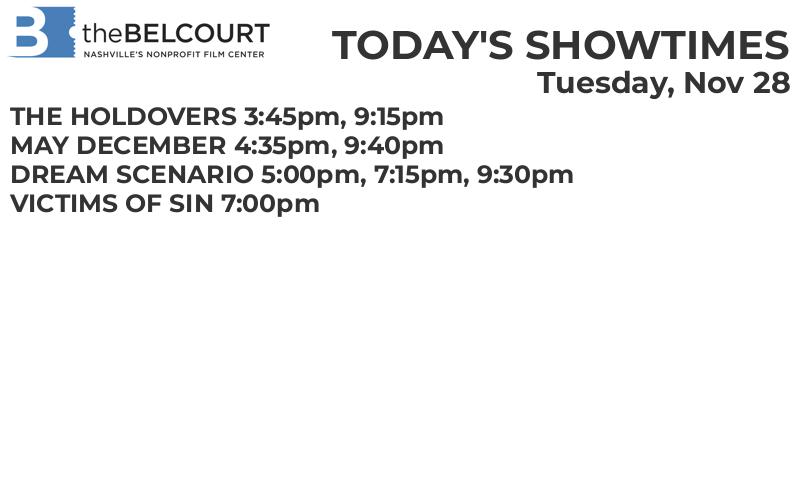 B theBELCOURT
NASHVILLE'S NONPROFIT FILM CENTER
TODAY'S SHOWTIMES
Tuesday, Nov 28
THE HOLDOVERS 3:45pm, 9:15pm
MAY DECEMBER 4:35pm, 9:40pm
DREAM SCENARIO 5:00pm, 7:15pm, 9:30pm
VICTIMS OF SIN 7:00pm